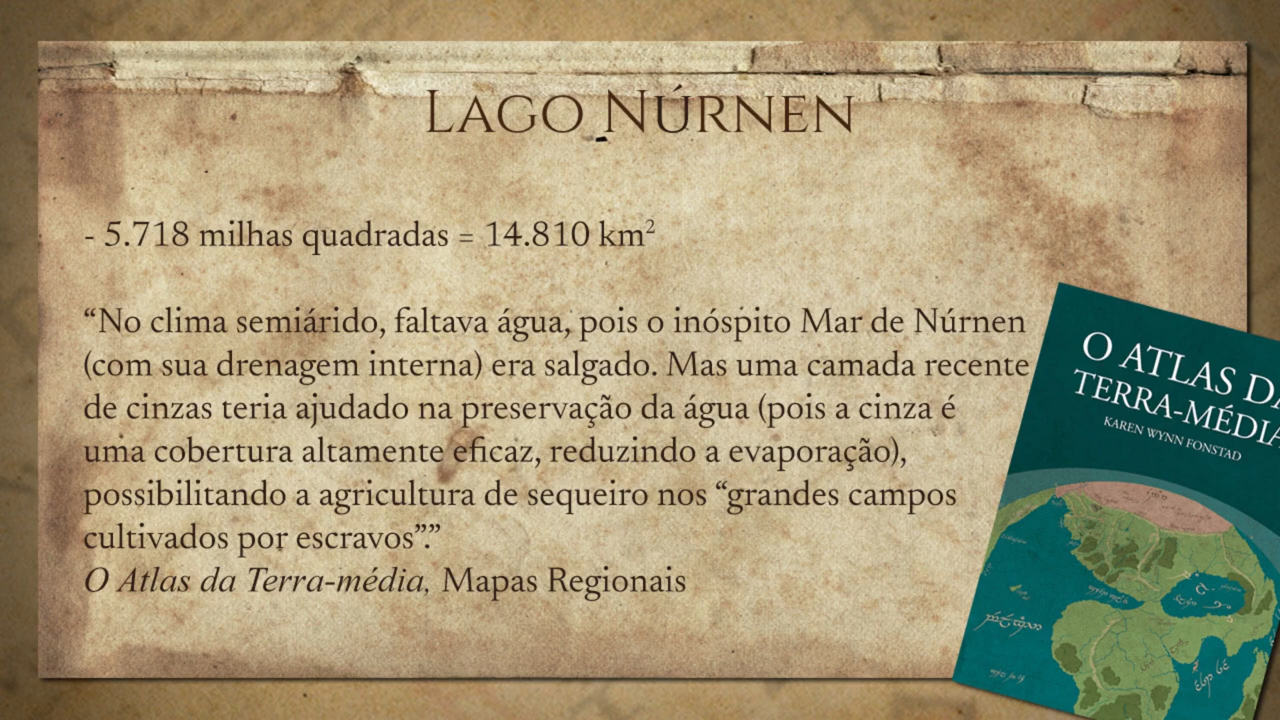 LAGO NÚRNEN
- 5.718 milhas quadradas = 14.810 km²
“No clima semiárido, faltava água, pois o inóspito Mar de Núrnen
(com sua drenagem interna) era salgado. Mas uma camada recente
de cinzas teria ajudado na preservação da água (pois a cinza é
uma cobertura altamente eficaz, reduzindo a evaporação),
possibilitando a agricultura de sequeiro nos “grandes campos
cultivados por escravos”.”
O Atlas da Terra-média, Mapas Regionais
O ATLAS DA
TERRA-MÉDIA
KAREN WYNN FONSTAD